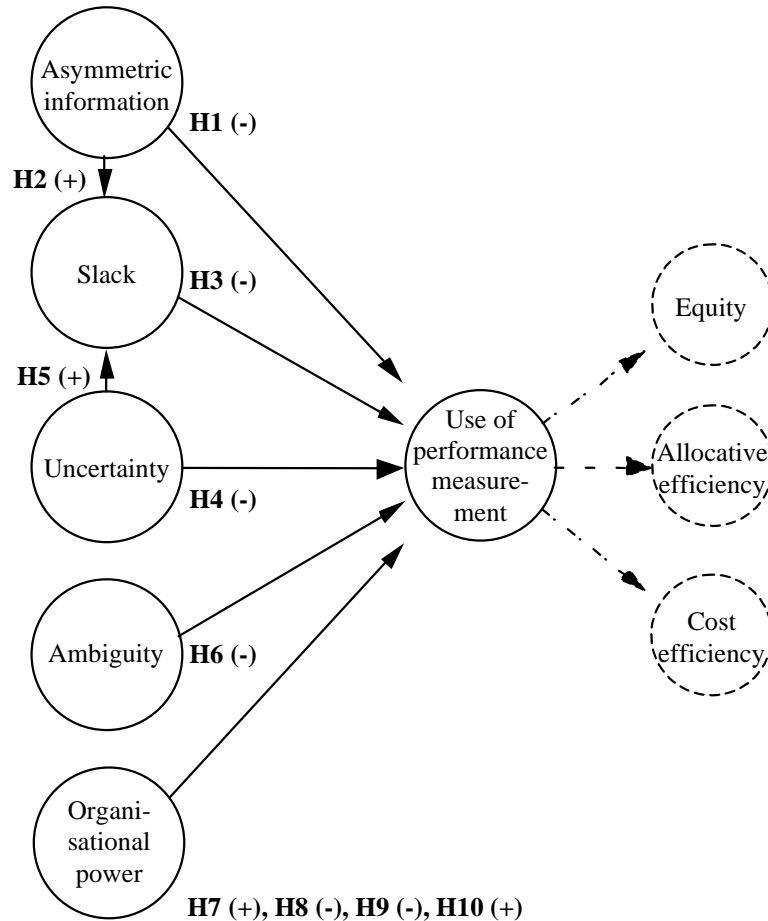 Asymmetric
information
H1 (-)
H2 (+)
Slack
H3 (-)
H5 (+)
Uncertainty
H4 (-)
Ambiguity
H6 (-)
Organi-
sational
power
H7 (+), H8 (-), H9 (-), H10 (+)
Use of
performance
measure-
ment
Equity
Allocative
efficiency
Cost
efficiency